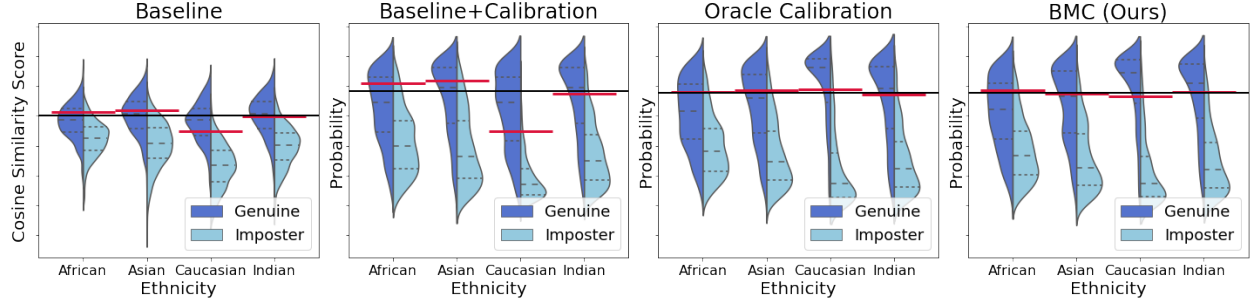 Baseline
Cosine Similarity Score
Genuine
Imposter
African Asian Caucasian Indian
Ethnicity
Baseline+Calibration
Probability
Genuine
Imposter
African Asian Caucasian Indian
Ethnicity
Oracle Calibration
Probability
Genuine
Imposter
African Asian Caucasian Indian
Ethnicity
BMC (Ours)
Probability
Genuine
Imposter
African Asian Caucasian Indian
Ethnicity